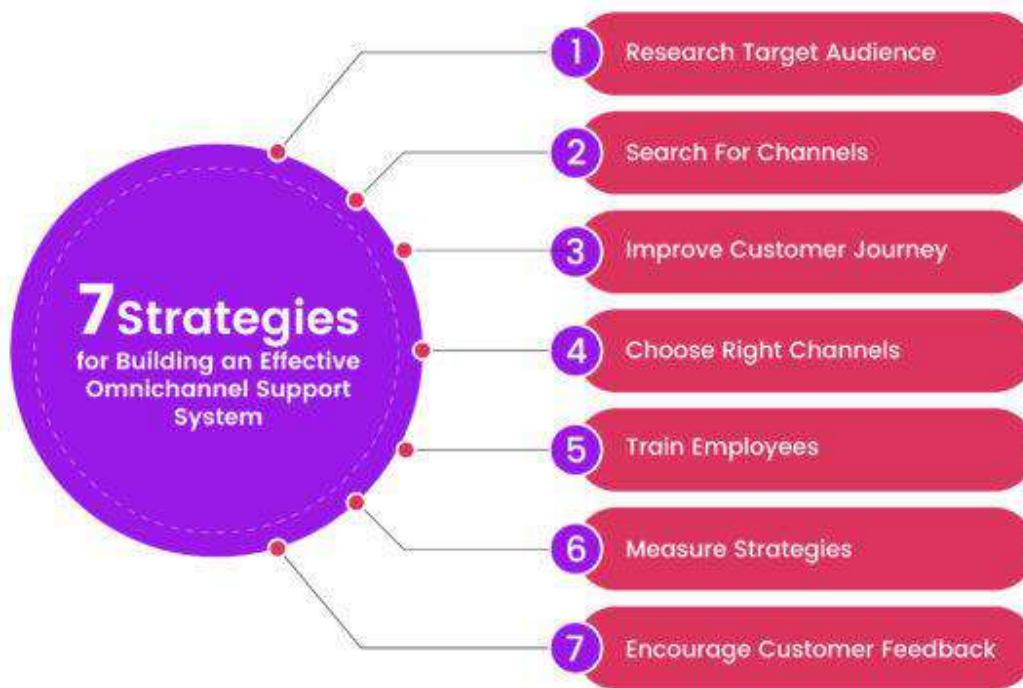 7 Strategies
for Building an Effective
Omnichannel Support
System
1 Research Target Audience
2 Search For Channels
3 Improve Customer Journey
4 Choose Right Channels
5 Train Employees
6 Measure Strategies
7 Encourage Customer Feedback